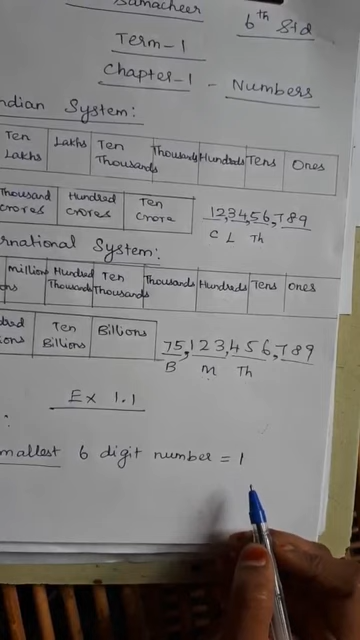 Samacheer 6th Std
Term-1
Chapter-1 - Numbers
ndian System:
Ten Lakhs Lakhs Ten Thousands Thousands Hundreds Tens Ones
Thousand crores Hundred crores Ten crore
12,34,56,789
C L Th
rnational System:
million Hundred Thousands Ten Thousands Thousands Hundreds Tens Ones
Ten Billions Billions
75,123,456,789
B M Th
Ex 1.1
mallest 6 digit number = 1